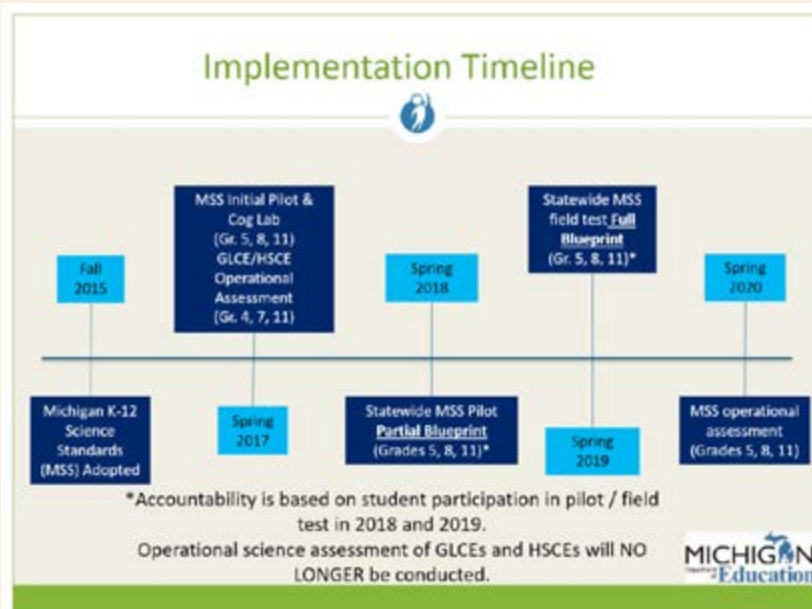 Implementation Timeline
Fall
2015
Michigan K-12
Science
Standards
(MSS) Adopted
MSS Initial Pilot &
Cog Lab
(Gr. 5, 8, 11)
GLCE/HSCE
Operational
Assessment
(Gr. 4, 7, 11)
Spring
2017
Spring
2018
Statewide MSS Pilot
Partial Blueprint
(Grades 5, 8, 11)*
Statewide MSS
field test Full
Blueprint
(Gr. 5, 8, 11)*
Spring
2019
Spring
2020
MSS operational
assessment
(Grades 5, 8, 11)
*Accountability is based on student participation in pilot / field
test in 2018 and 2019.
Operational science assessment of GLCEs and HSCEs will NO
LONGER be conducted.
MICHIGAN
Education